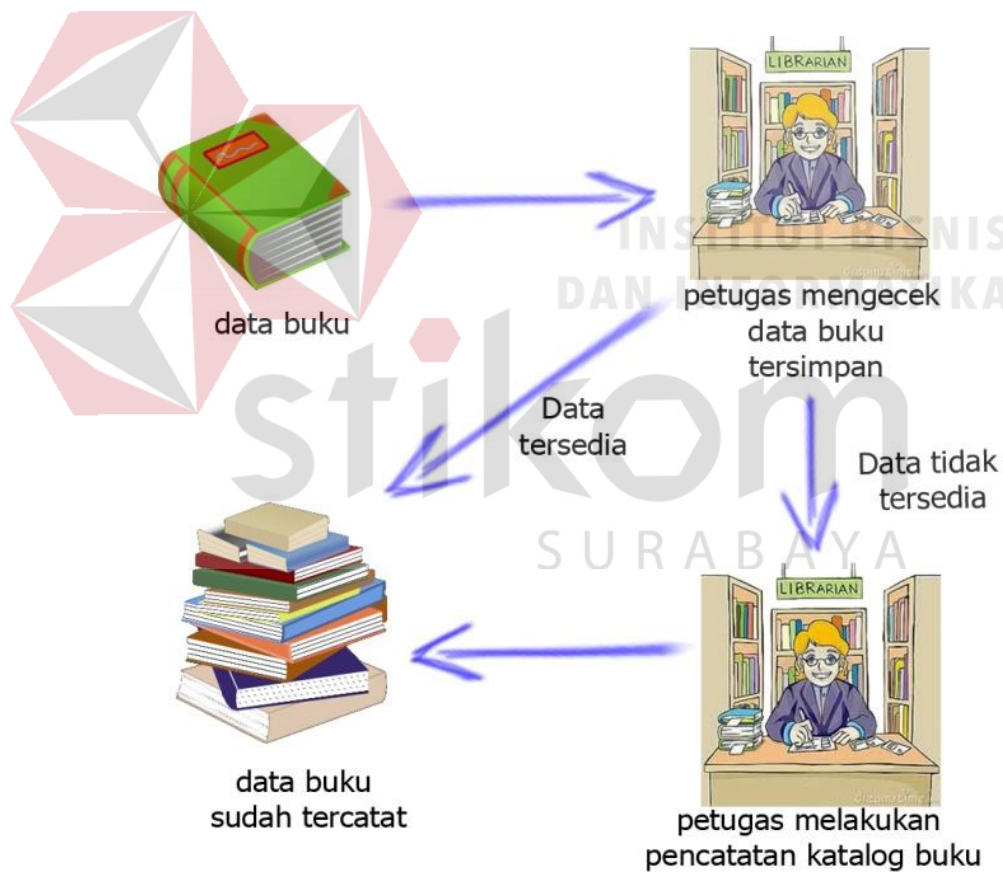 LIBRARIAN
INSTITUT BISNIS
DAN INFORMATIKA
data buku
petugas mengecek
data buku
tersimpan
stikom
SURABAYA
Data
tersedia
Data tidak
tersedia
LIBRARIAN
data buku
sudah tercatat
petugas melakukan
pencatatan katalog buku